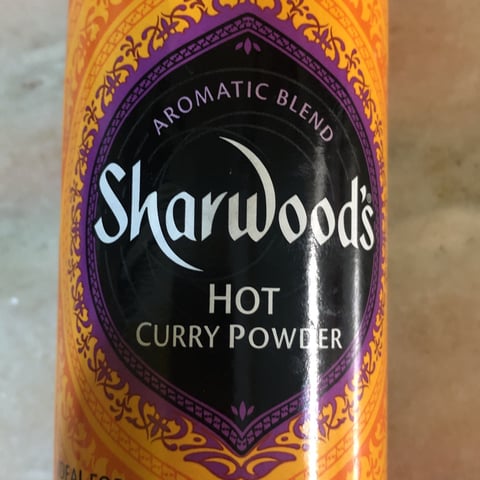 AROMATIC BLEND
Sharwood's®
HOT
CURRY POWDER